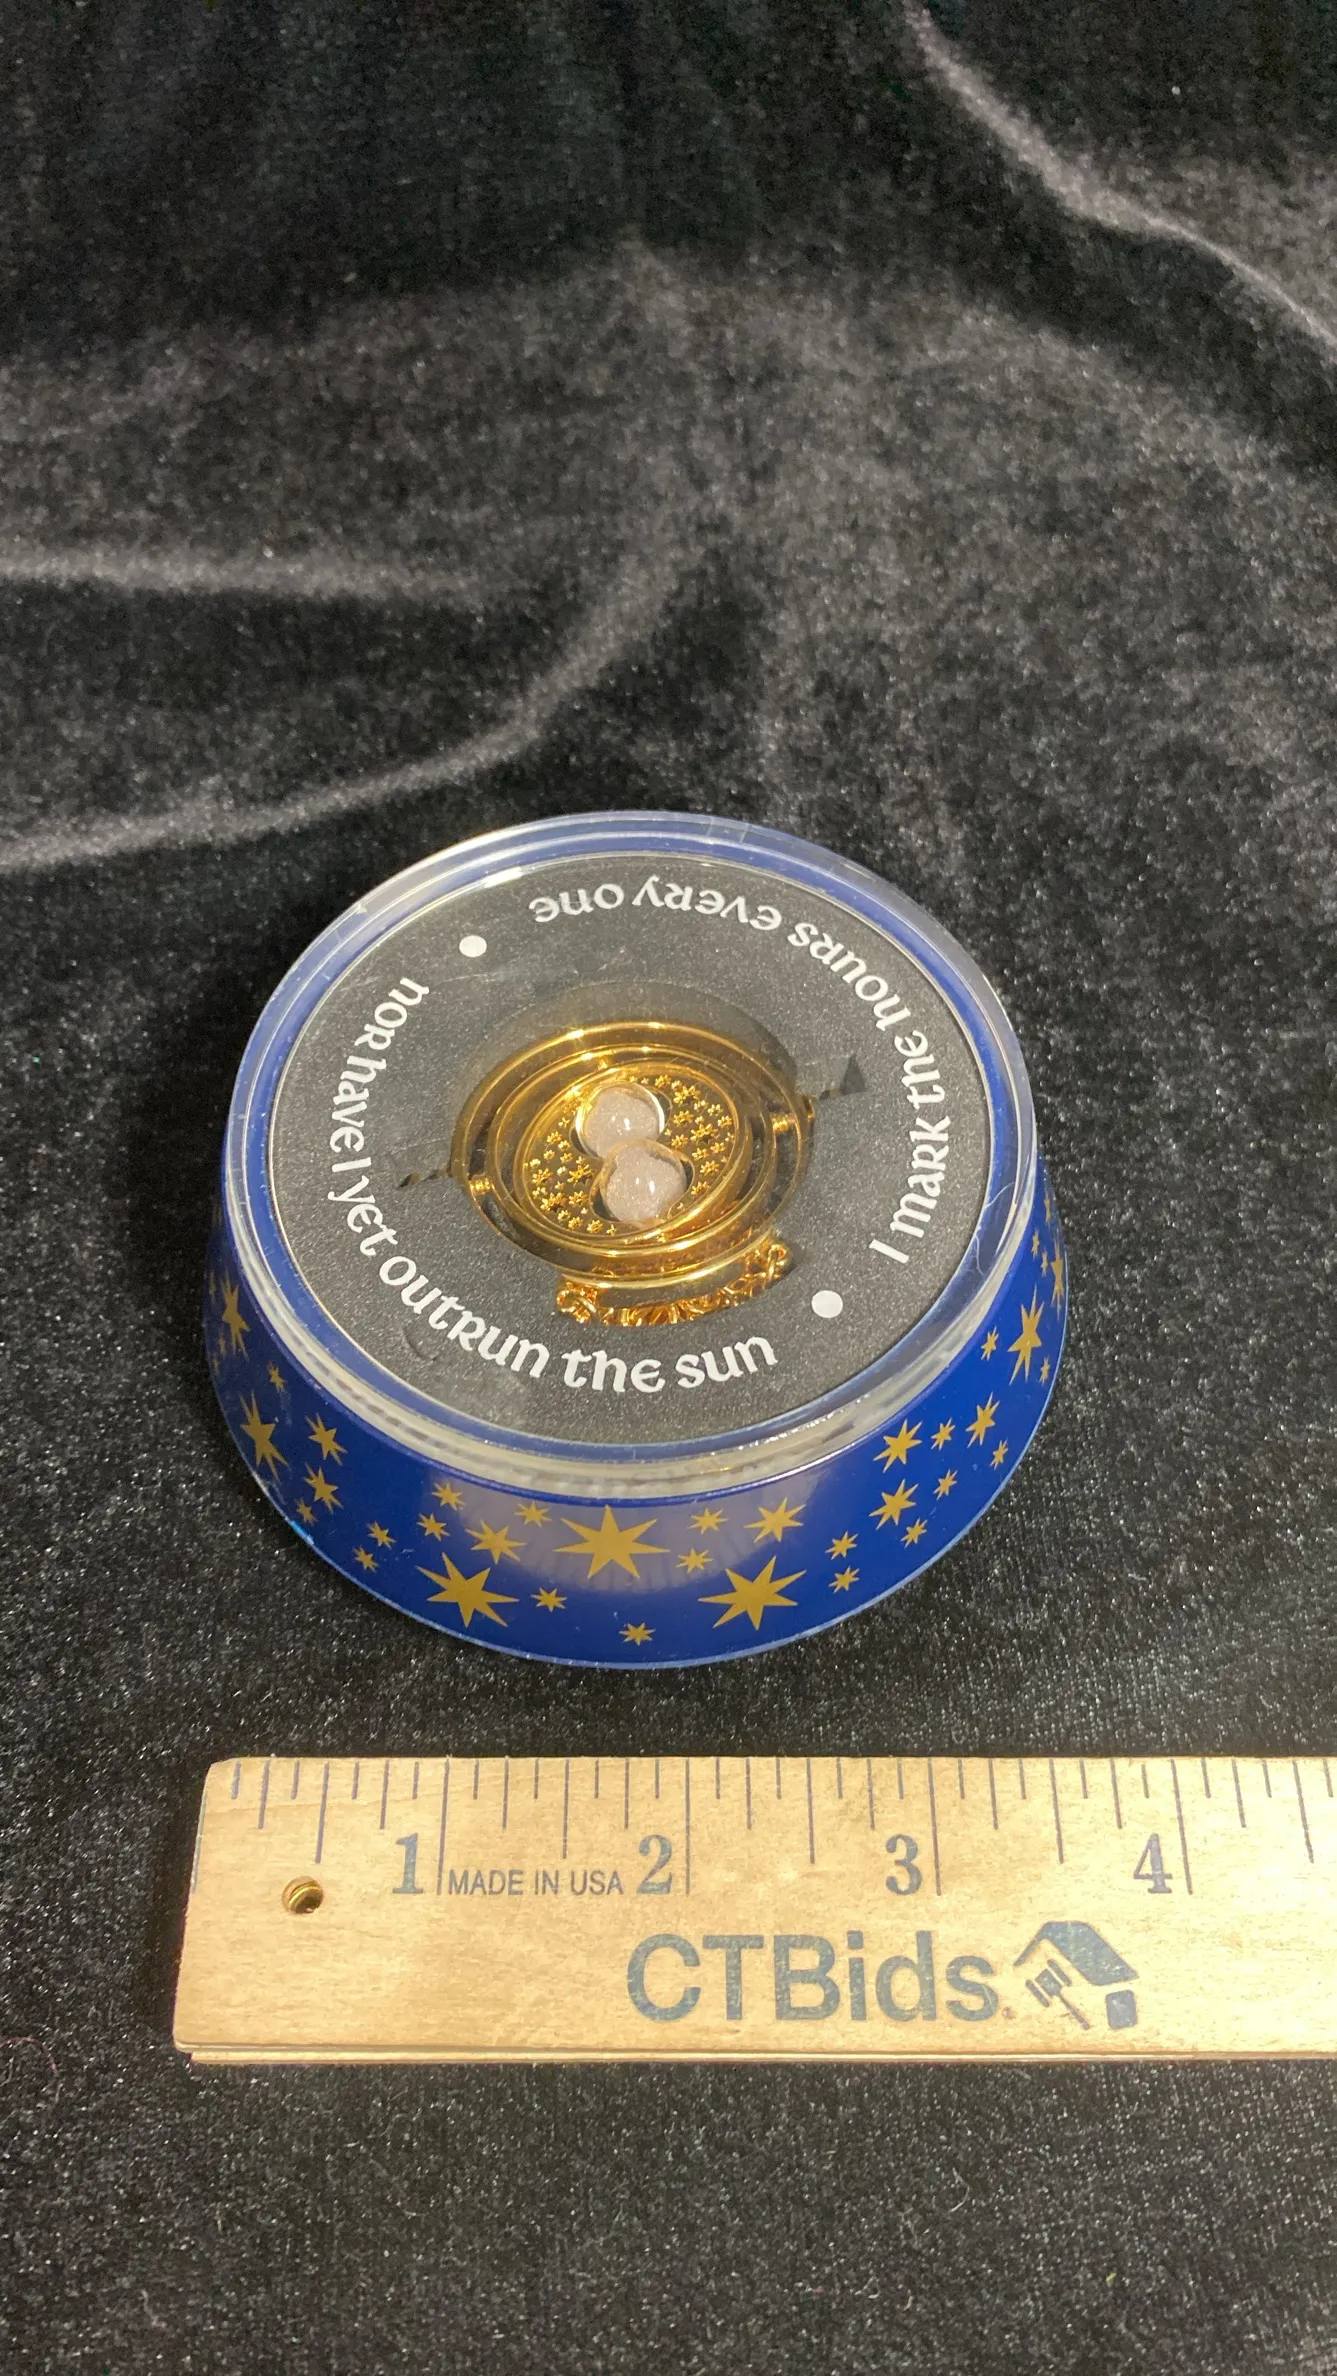 I mark the hours every one
nor have I yet outrun the sun
1 2 3 4
MADE IN USA
CTBids